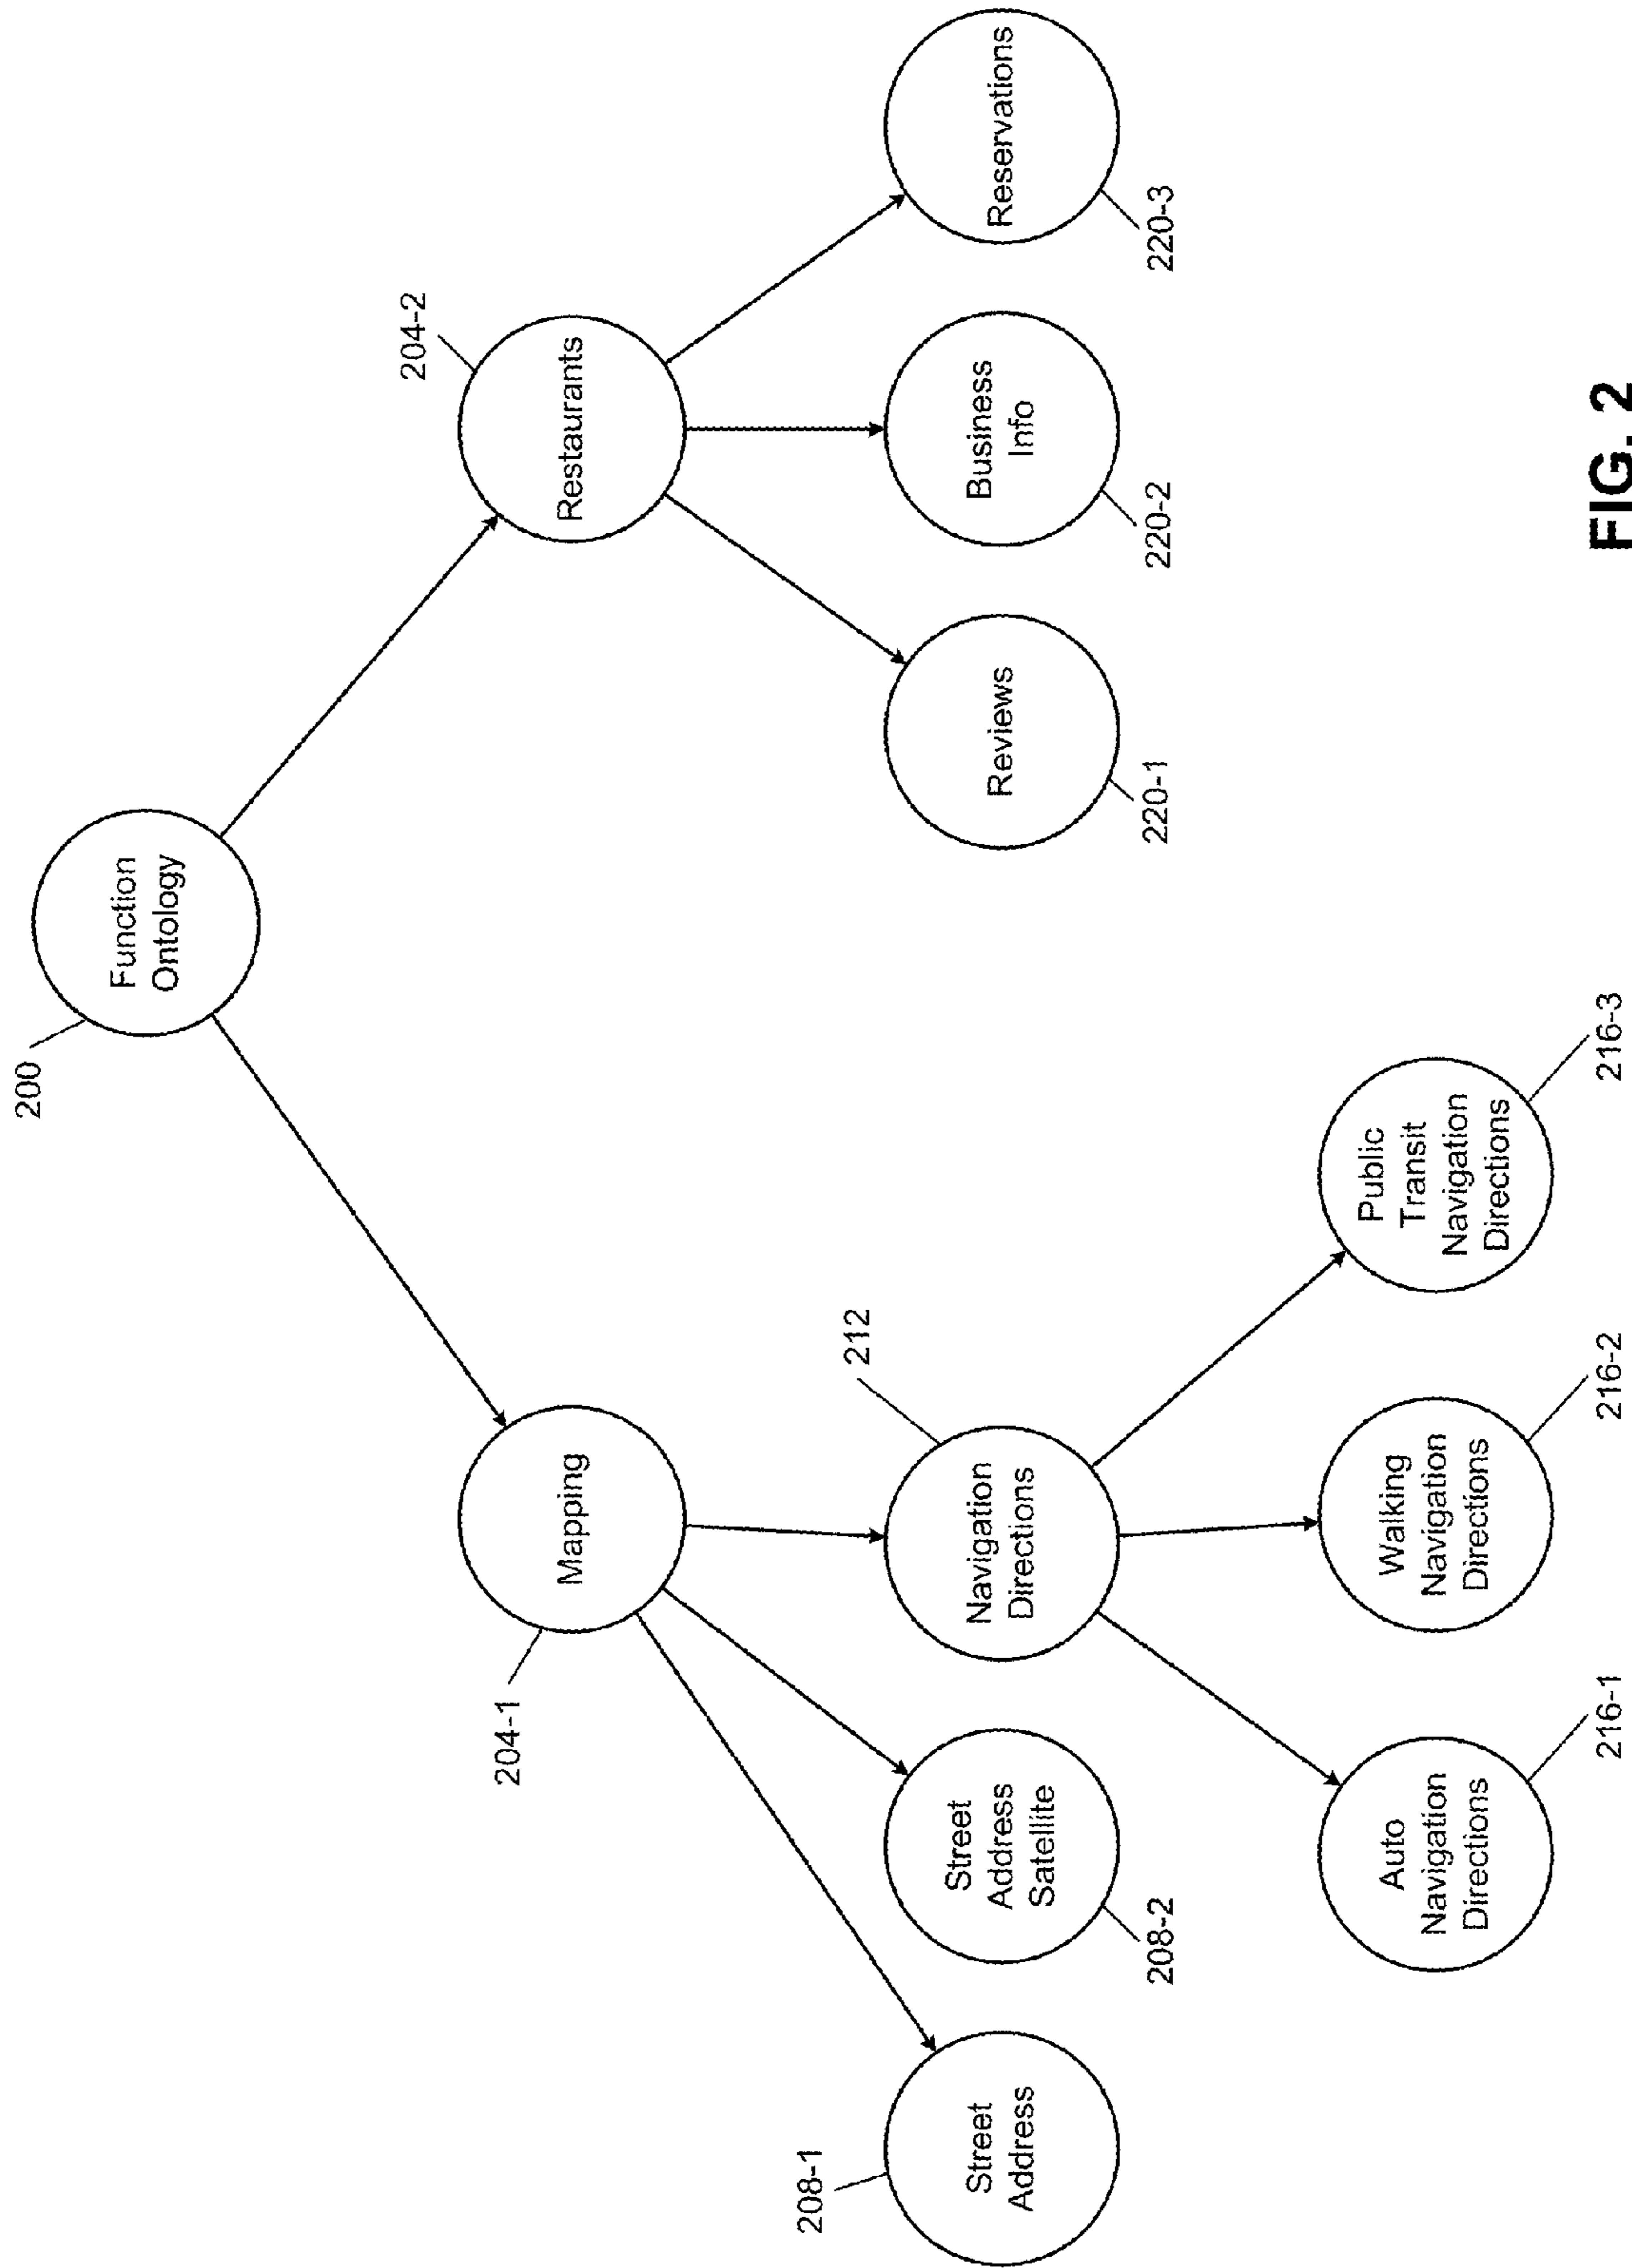 200
Function
Ontology
204-1
Mapping
204-2
Restaurants
208-1
Street
Address
208-2
Street
Address
Satellite
212
Navigation
Directions
220-1
Reviews
220-2
Business
Info
220-3
Reservations
216-1
Auto
Navigation
Directions
216-2
Walking
Navigation
Directions
216-3
Public
Transit
Navigation
Directions
FIG. 2